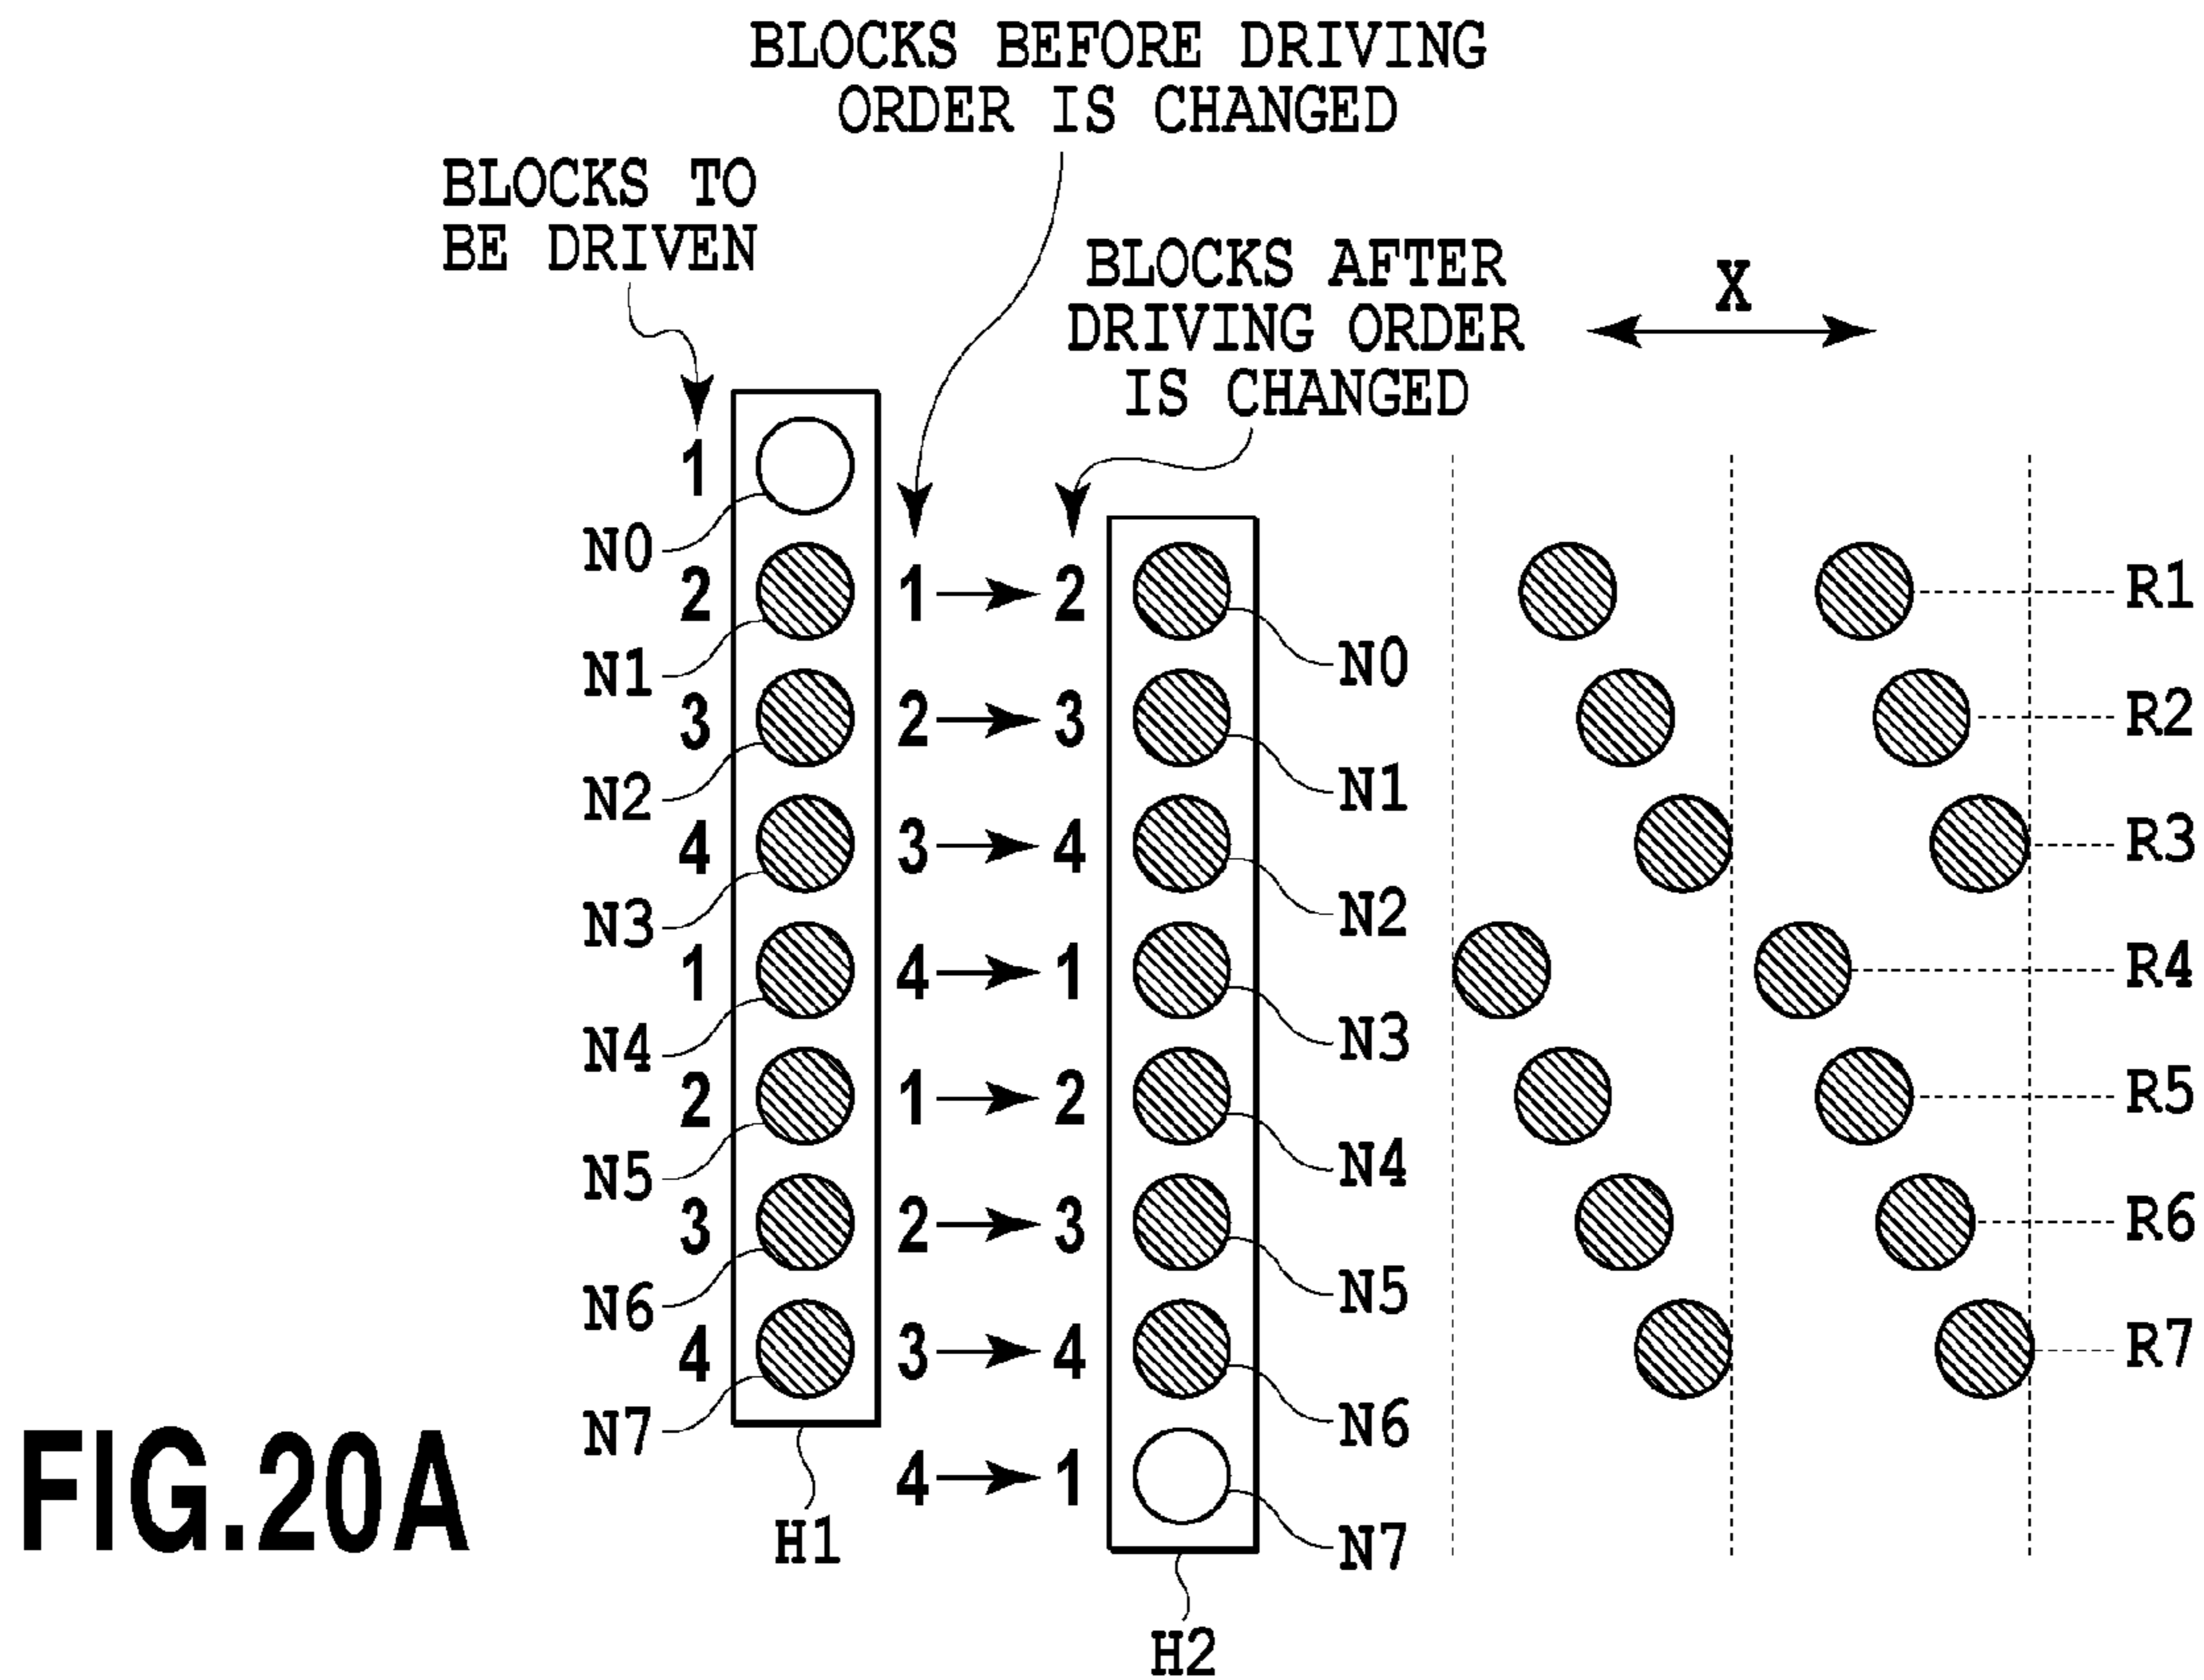 BLOCKS BEFORE DRIVING
ORDER IS CHANGED
BLOCKS TO
BE DRIVEN
BLOCKS AFTER
DRIVING ORDER
IS CHANGED
X
1
N0
2 1 2 R1
N1 N0
3 2 3 R2
N2 N1
4 3 4 R3
N3 N2
1 4 1 R4
N4 N3
2 1 2 R5
N5 N4
3 2 3 R6
N6 N5
4 3 4 R7
N7 N6
4 1
H1 N7
H2
FIG.20A